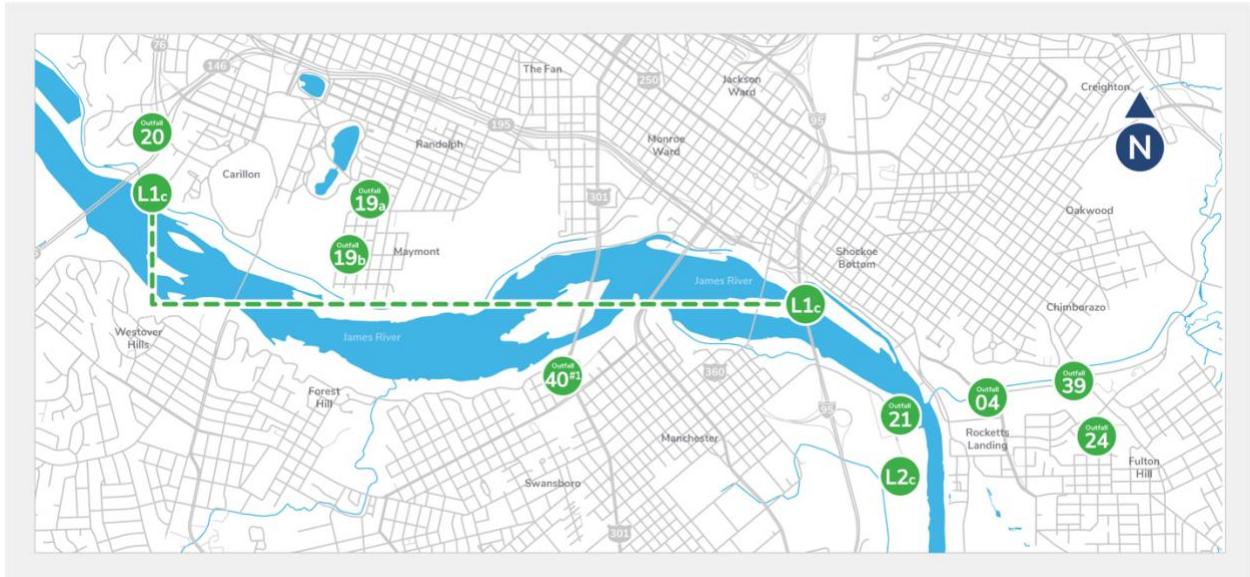 76
146
The Fan
250
Jackson
Ward
95
Creighton
N
Outfall
20
Randolph
195
Monroe
Ward
Carillon
L1c
Outfall
19a
301
Oakwood
Outfall
19b
Maymont
Shockoe
Bottom
James River
L1c
Chimborazo
Westover
Hills
James River
Outfall
40#1
360
Outfall
39
Forest
Hill
Outfall
04
95
Outfall
21
Rocketts
Landing
Outfall
24
Manchester
Fulton
Hill
Swansboro
L2c
301